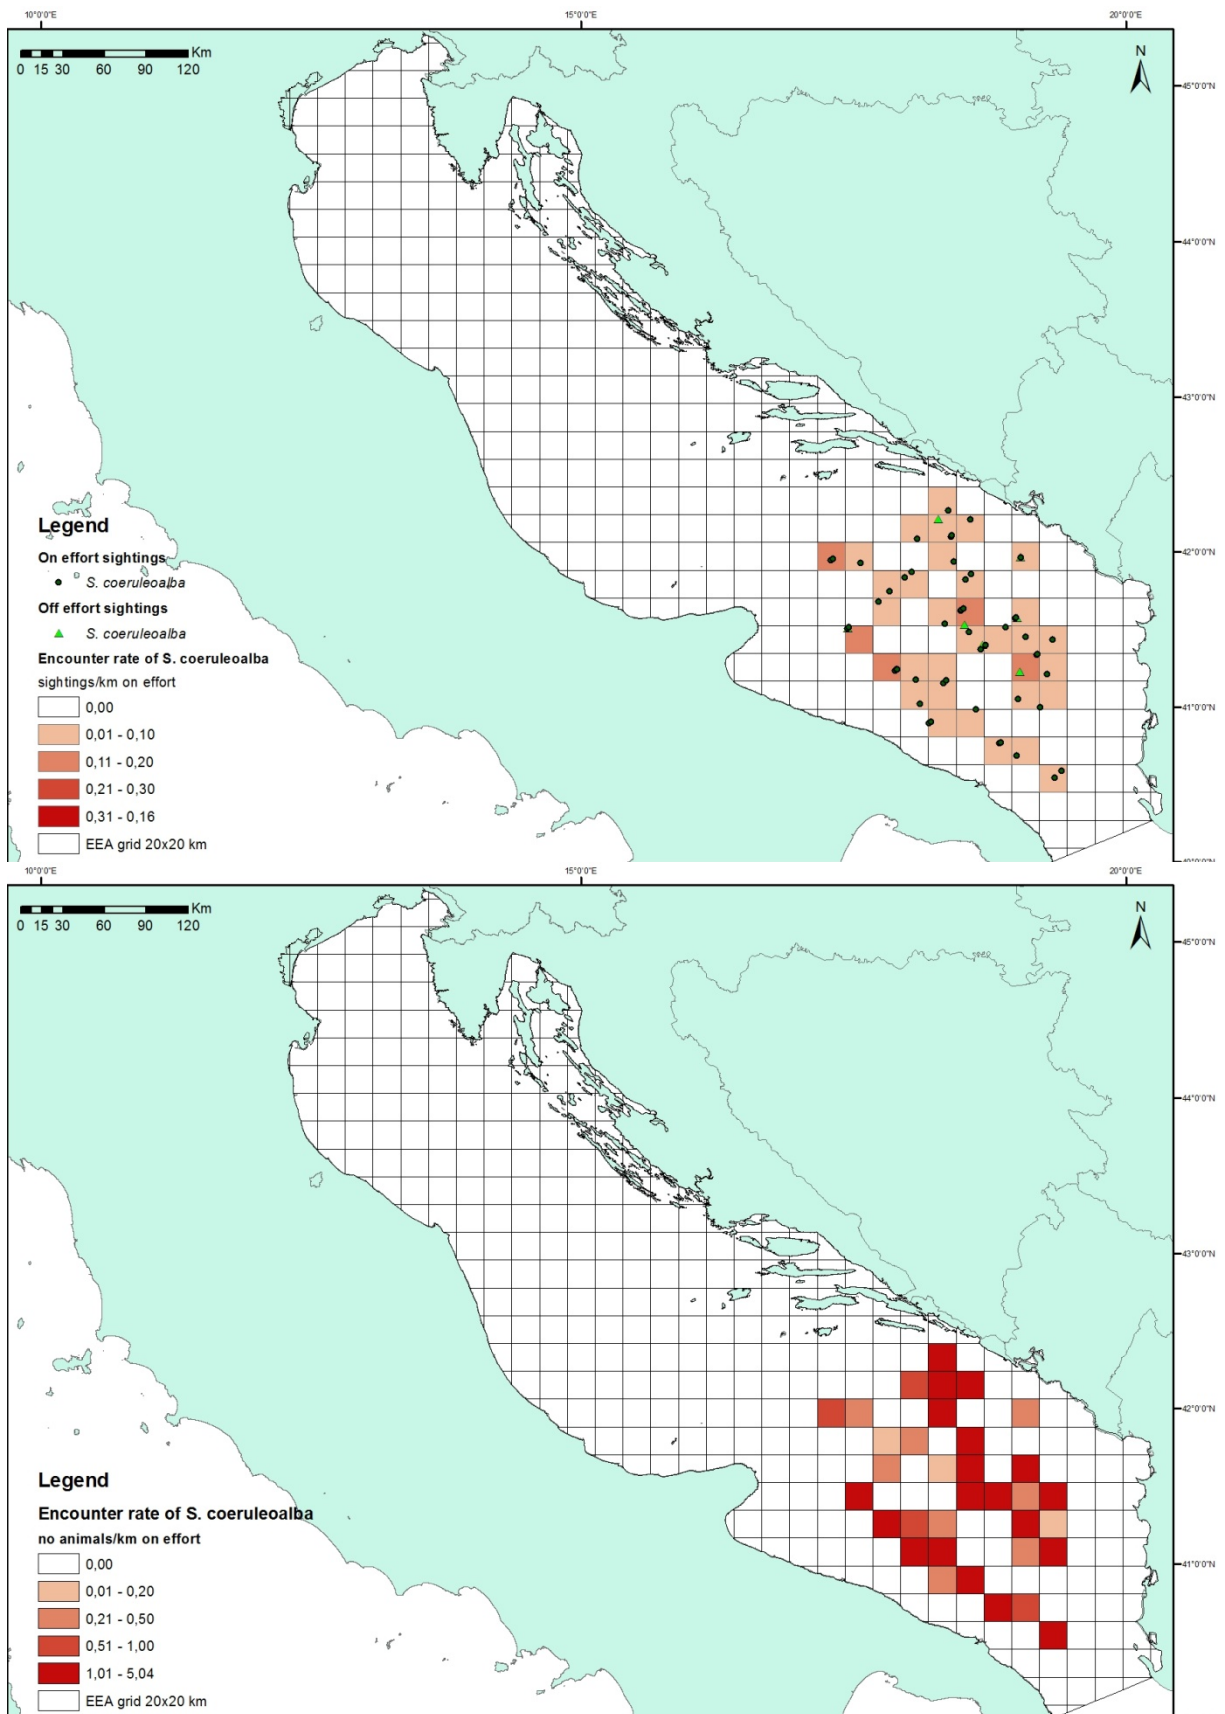 10°0'0"E 15°0'0"E 20°0'0"E
Km
0 15 30 60 90 120
N
45°0'0"N
44°0'0"N
43°0'0"N
42°0'0"N
41°0'0"N
Legend
On effort sightings
S. coeruleoalba
Off effort sightings
S. coeruleoalba
Encounter rate of S. coeruleoalba
sightings/km on effort
0,00
0,01 - 0,10
0,11 - 0,20
0,21 - 0,30
0,31 - 0,16
EEA grid 20x20 km
10°0'0"E 15°0'0"E 20°0'0"E
Km
0 15 30 60 90 120
N
45°0'0"N
44°0'0"N
43°0'0"N
42°0'0"N
41°0'0"N
Legend
Encounter rate of S. coeruleoalba
no animals/km on effort
0,00
0,01 - 0,20
0,21 - 0,50
0,51 - 1,00
1,01 - 5,04
EEA grid 20x20 km